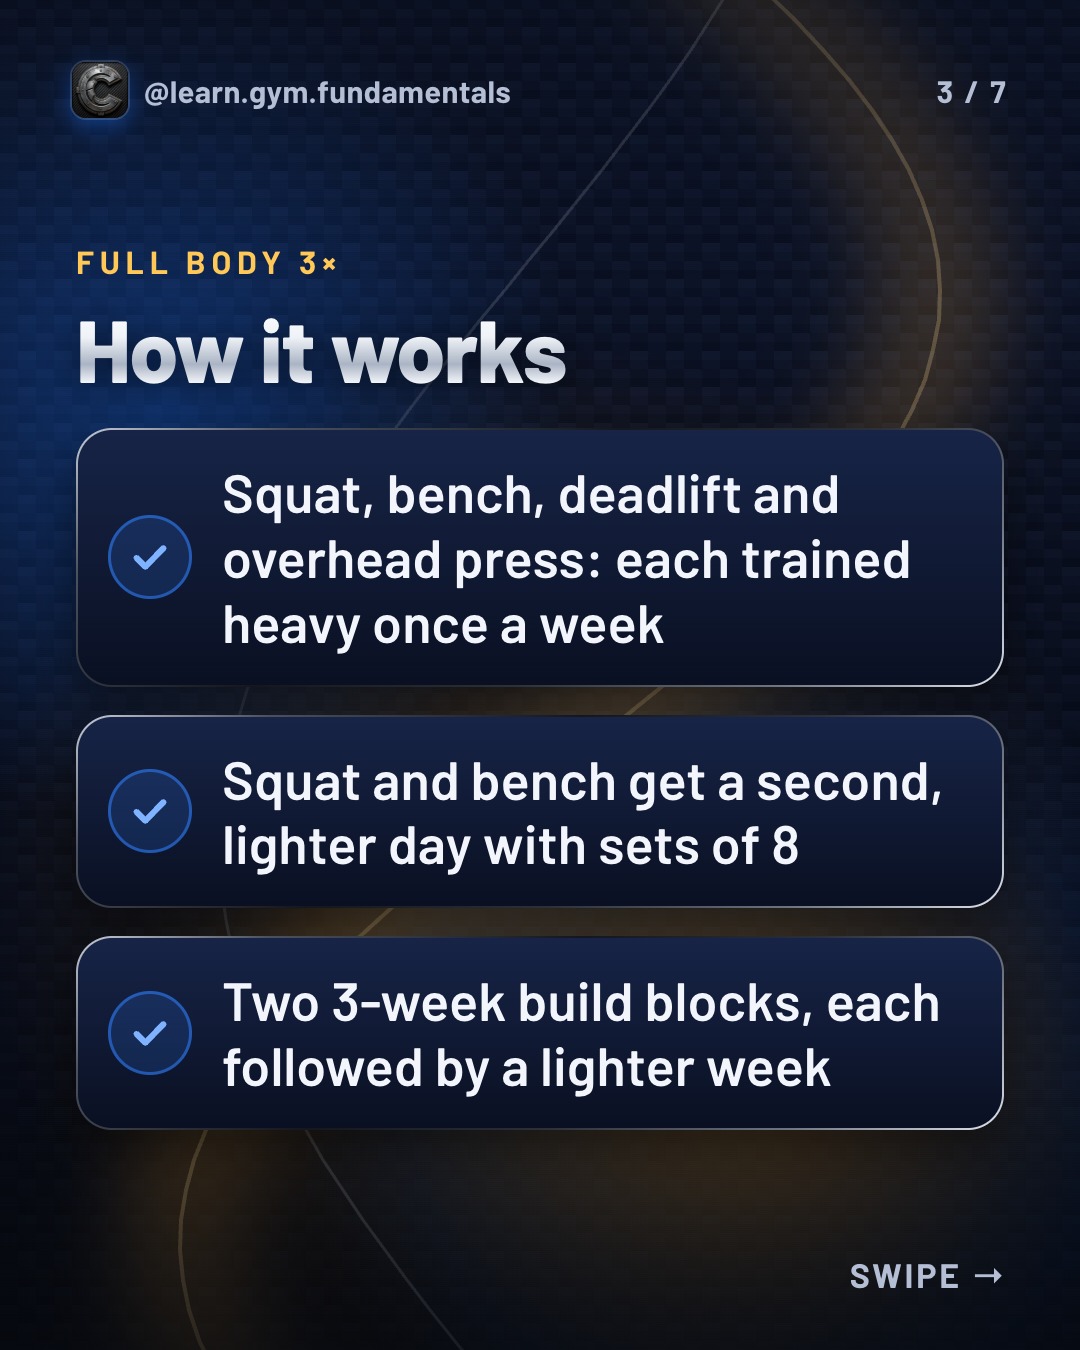 @learn.gym.fundamentals
3 / 7
FULL BODY 3×
How it works
Squat, bench, deadlift and
overhead press: each trained
heavy once a week
Squat and bench get a second,
lighter day with sets of 8
Two 3-week build blocks, each
followed by a lighter week
SWIPE →